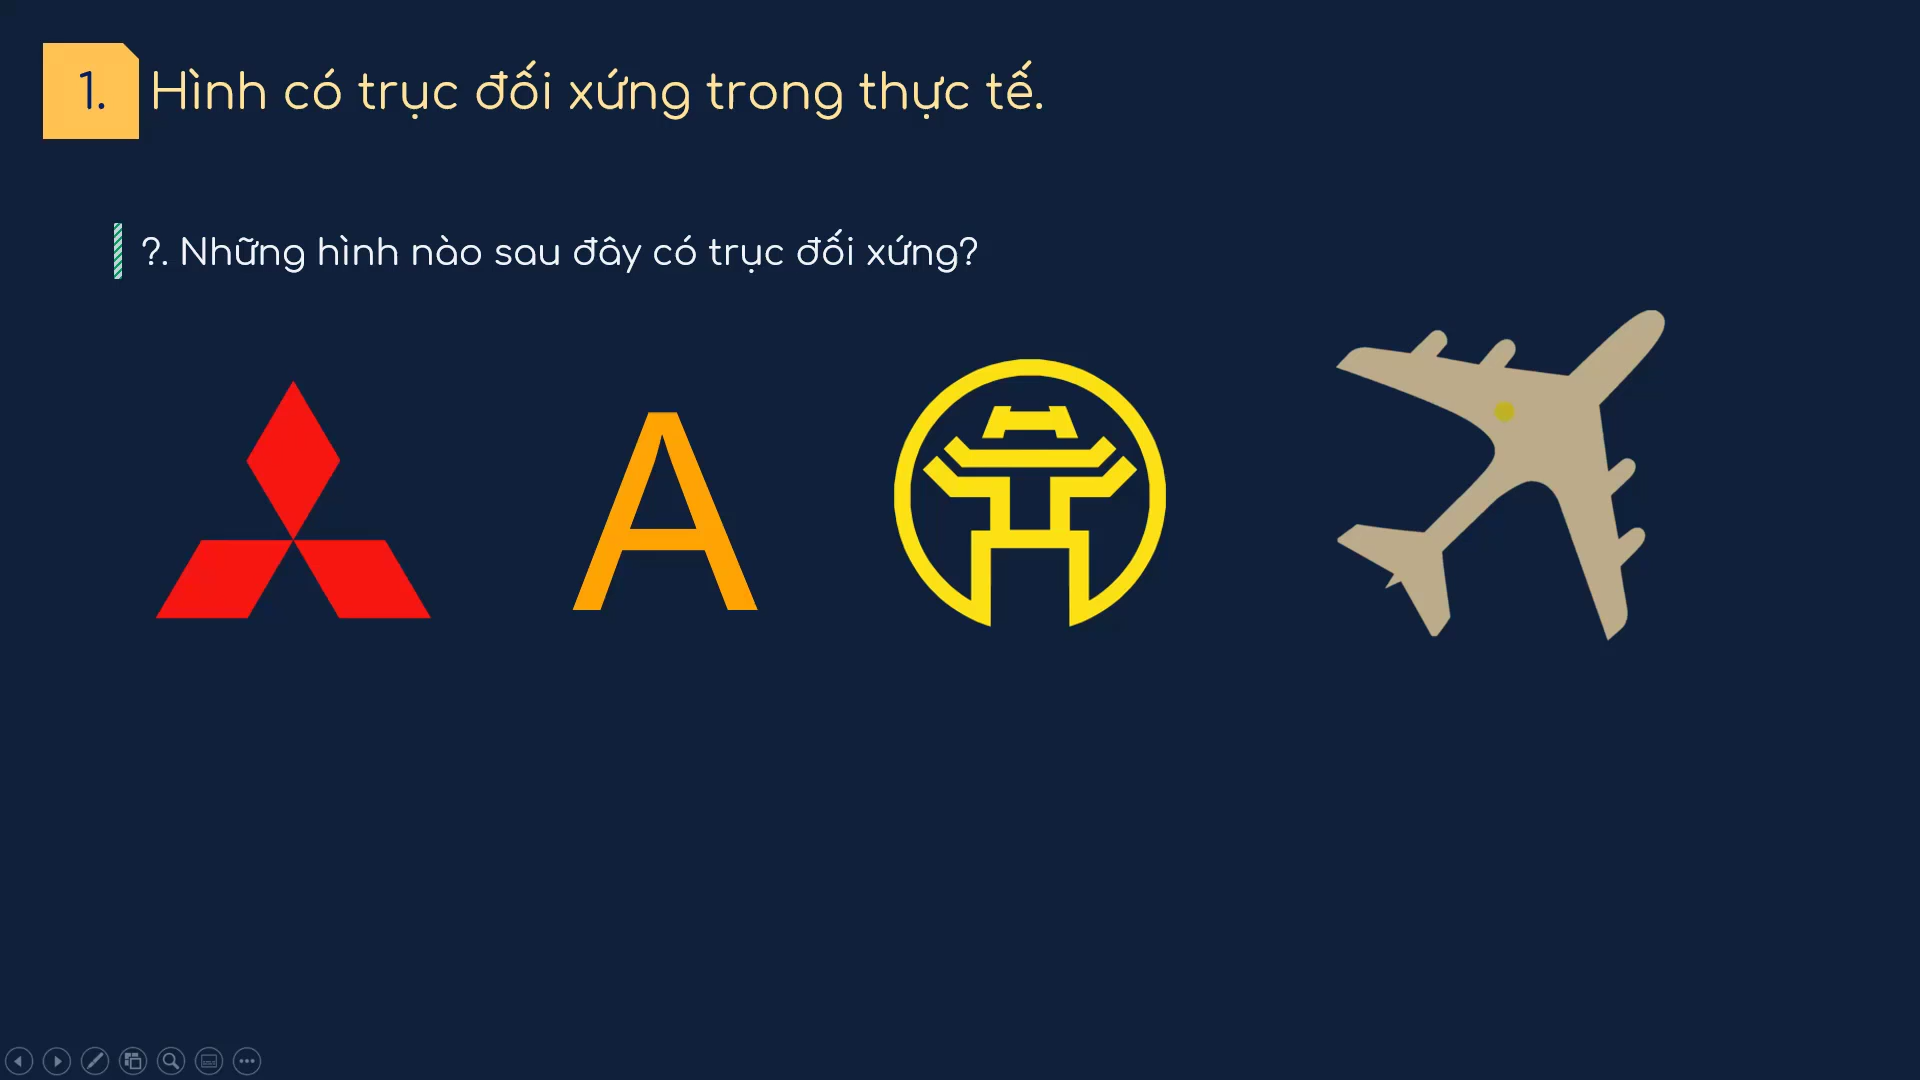 1. Hình có trục đối xứng trong thực tế.
?. Những hình nào sau đây có trục đối xứng?
A